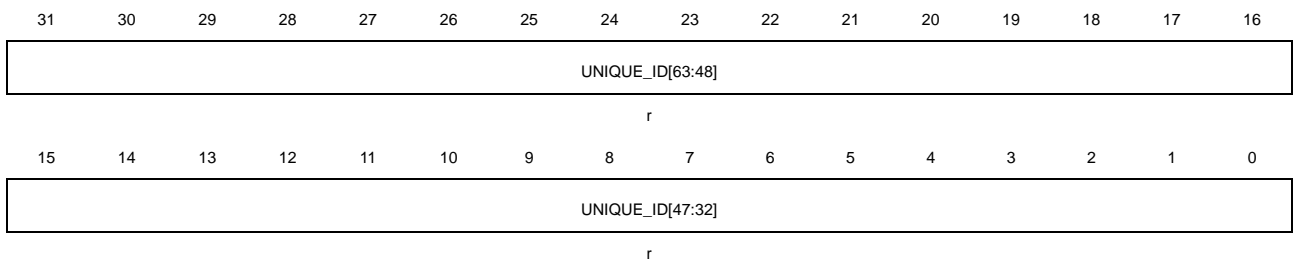 31 30 29 28 27 26 25 24 23 22 21 20 19 18 17 16
UNIQUE_ID[63:48]
r
15 14 13 12 11 10 9 8 7 6 5 4 3 2 1 0
UNIQUE_ID[47:32]
r